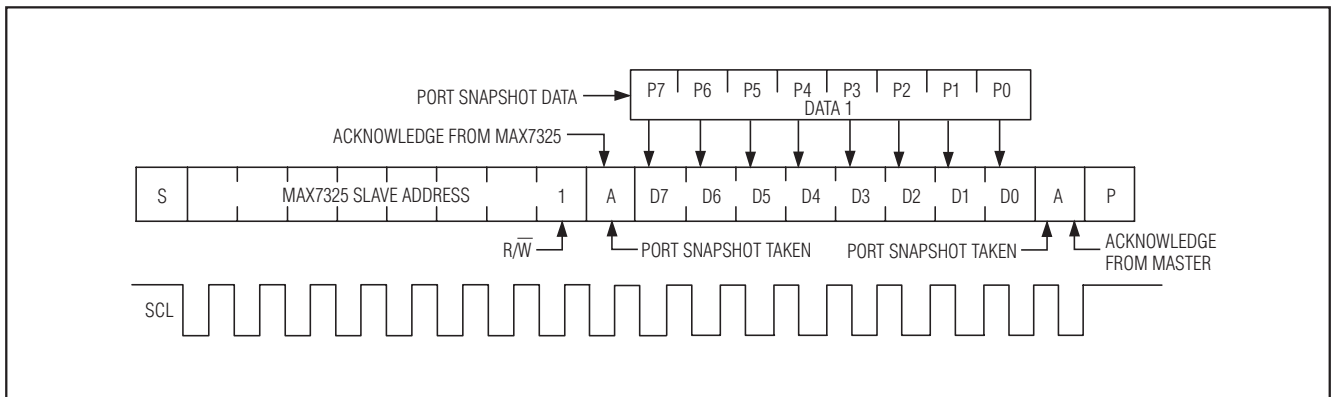 P7 P6 P5 P4 P3 P2 P1 P0
PORT SNAPSHOT DATA
DATA 1
ACKNOWLEDGE FROM MAX7325
S MAX7325 SLAVE ADDRESS 1 A D7 D6 D5 D4 D3 D2 D1 D0 A P
R/W̅ PORT SNAPSHOT TAKEN PORT SNAPSHOT TAKEN ACKNOWLEDGE
FROM MASTER
SCL